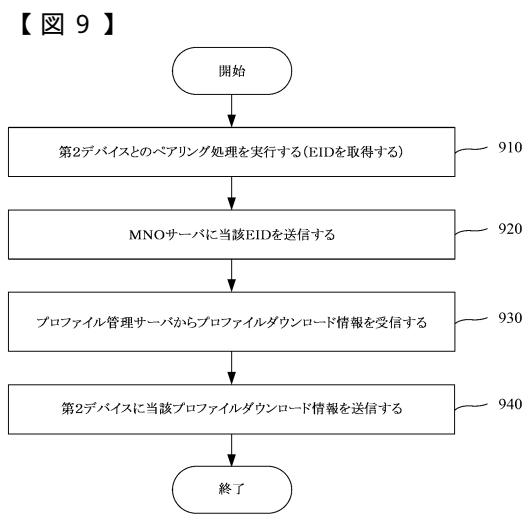 【図９】
開始
第2デバイスとのペアリング処理を実行する(EIDを取得する)
910
MNOサーバに当該EIDを送信する
920
プロファイル管理サーバからプロファイルダウンロード情報を受信する
930
第2デバイスに当該プロファイルダウンロード情報を送信する
940
終了